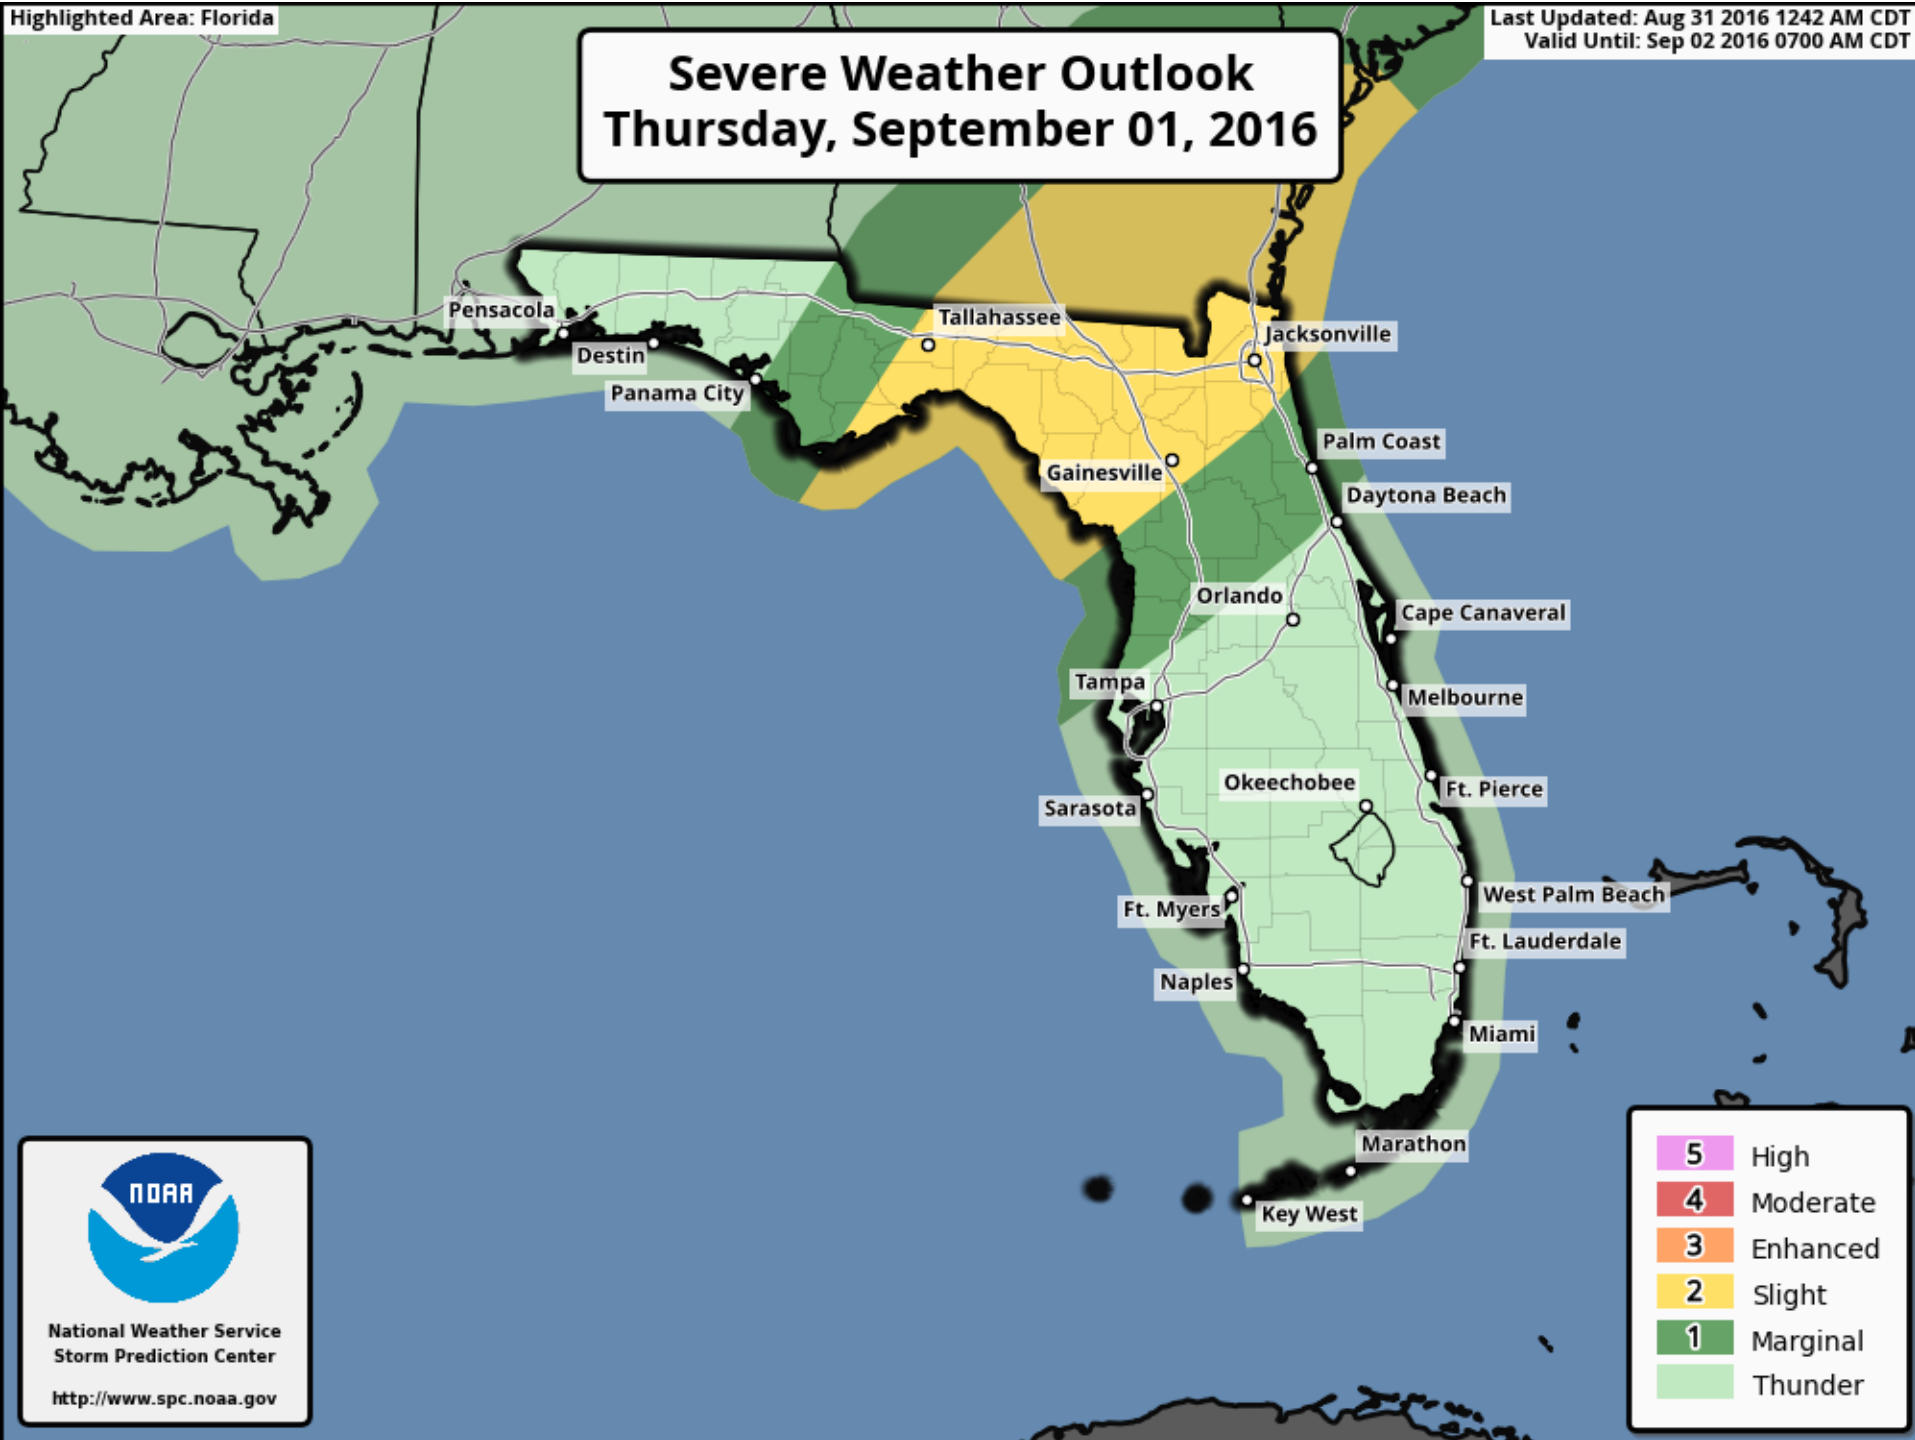 Highlighted Area: Florida
Last Updated: Aug 31 2016 1242 AM CDT
Valid Until: Sep 02 2016 0700 AM CDT
Severe Weather Outlook
Thursday, September 01, 2016
Pensacola
Tallahassee
Jacksonville
Destin
Panama City
Palm Coast
Gainesville
Daytona Beach
Orlando
Cape Canaveral
Tampa
Melbourne
Okeechobee
Ft. Pierce
Sarasota
West Palm Beach
Ft. Myers
Ft. Lauderdale
Naples
Miami
Marathon
Key West
NOAA
National Weather Service
Storm Prediction Center
http://www.spc.noaa.gov
5 High
4 Moderate
3 Enhanced
2 Slight
1 Marginal
Thunder